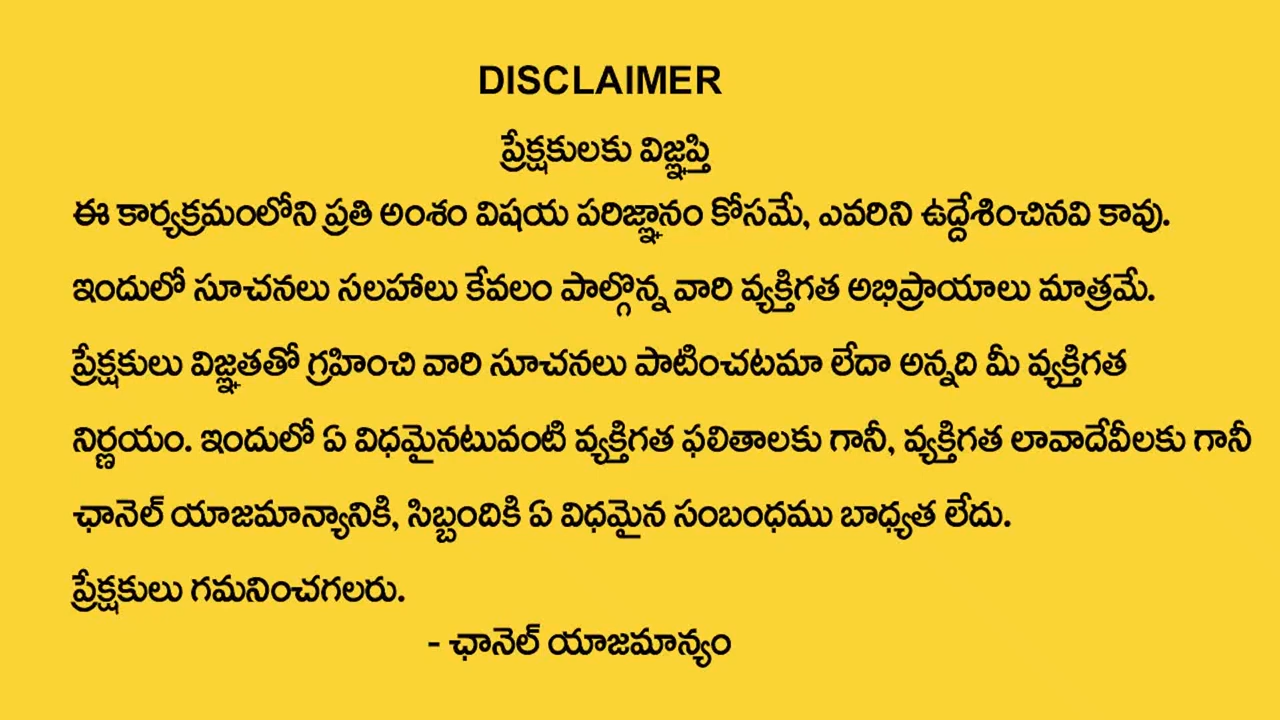 DISCLAIMER
ప్రేక్షకులకు విజ్ఞప్తి
ఈ కార్యక్రమంలోని ప్రతి అంశం విషయ పరిజ్ఞానం కోసమే, ఎవరిని ఉద్దేశించినవి కావు.
ఇందులో సూచనలు సలహాలు కేవలం పాల్గొన్న వారి వ్యక్తిగత అభిప్రాయాలు మాత్రమే.
ప్రేక్షకులు విజ్ఞతతో గ్రహించి వారి సూచనలు పాటించటమా లేదా అన్నది మీ వ్యక్తిగత
నిర్ణయం. ఇందులో ఏ విధమైనటువంటి వ్యక్తిగత ఫలితాలకు గానీ, వ్యక్తిగత లావాదేవీలకు గానీ
ఛానెల్ యాజమాన్యానికి, సిబ్బందికి ఏ విధమైన సంబంధము బాధ్యత లేదు.
ప్రేక్షకులు గమనించగలరు.
- ఛానెల్ యాజమాన్యం